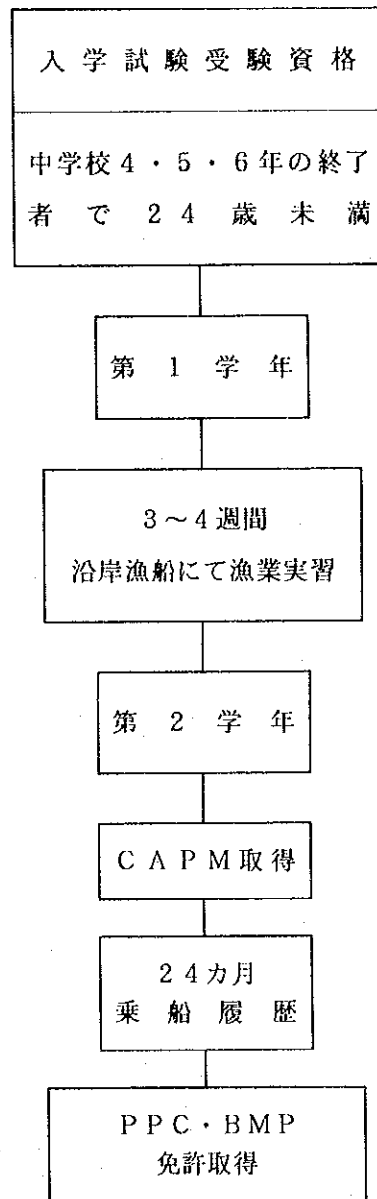 入学試験受験資格
中学校4・5・6年の終了
者で24歳未満
第1学年
3～4週間
沿岸漁船にて漁業実習
第2学年
CAPM取得
24カ月
乗船履歴
PPC・BMP
免許取得